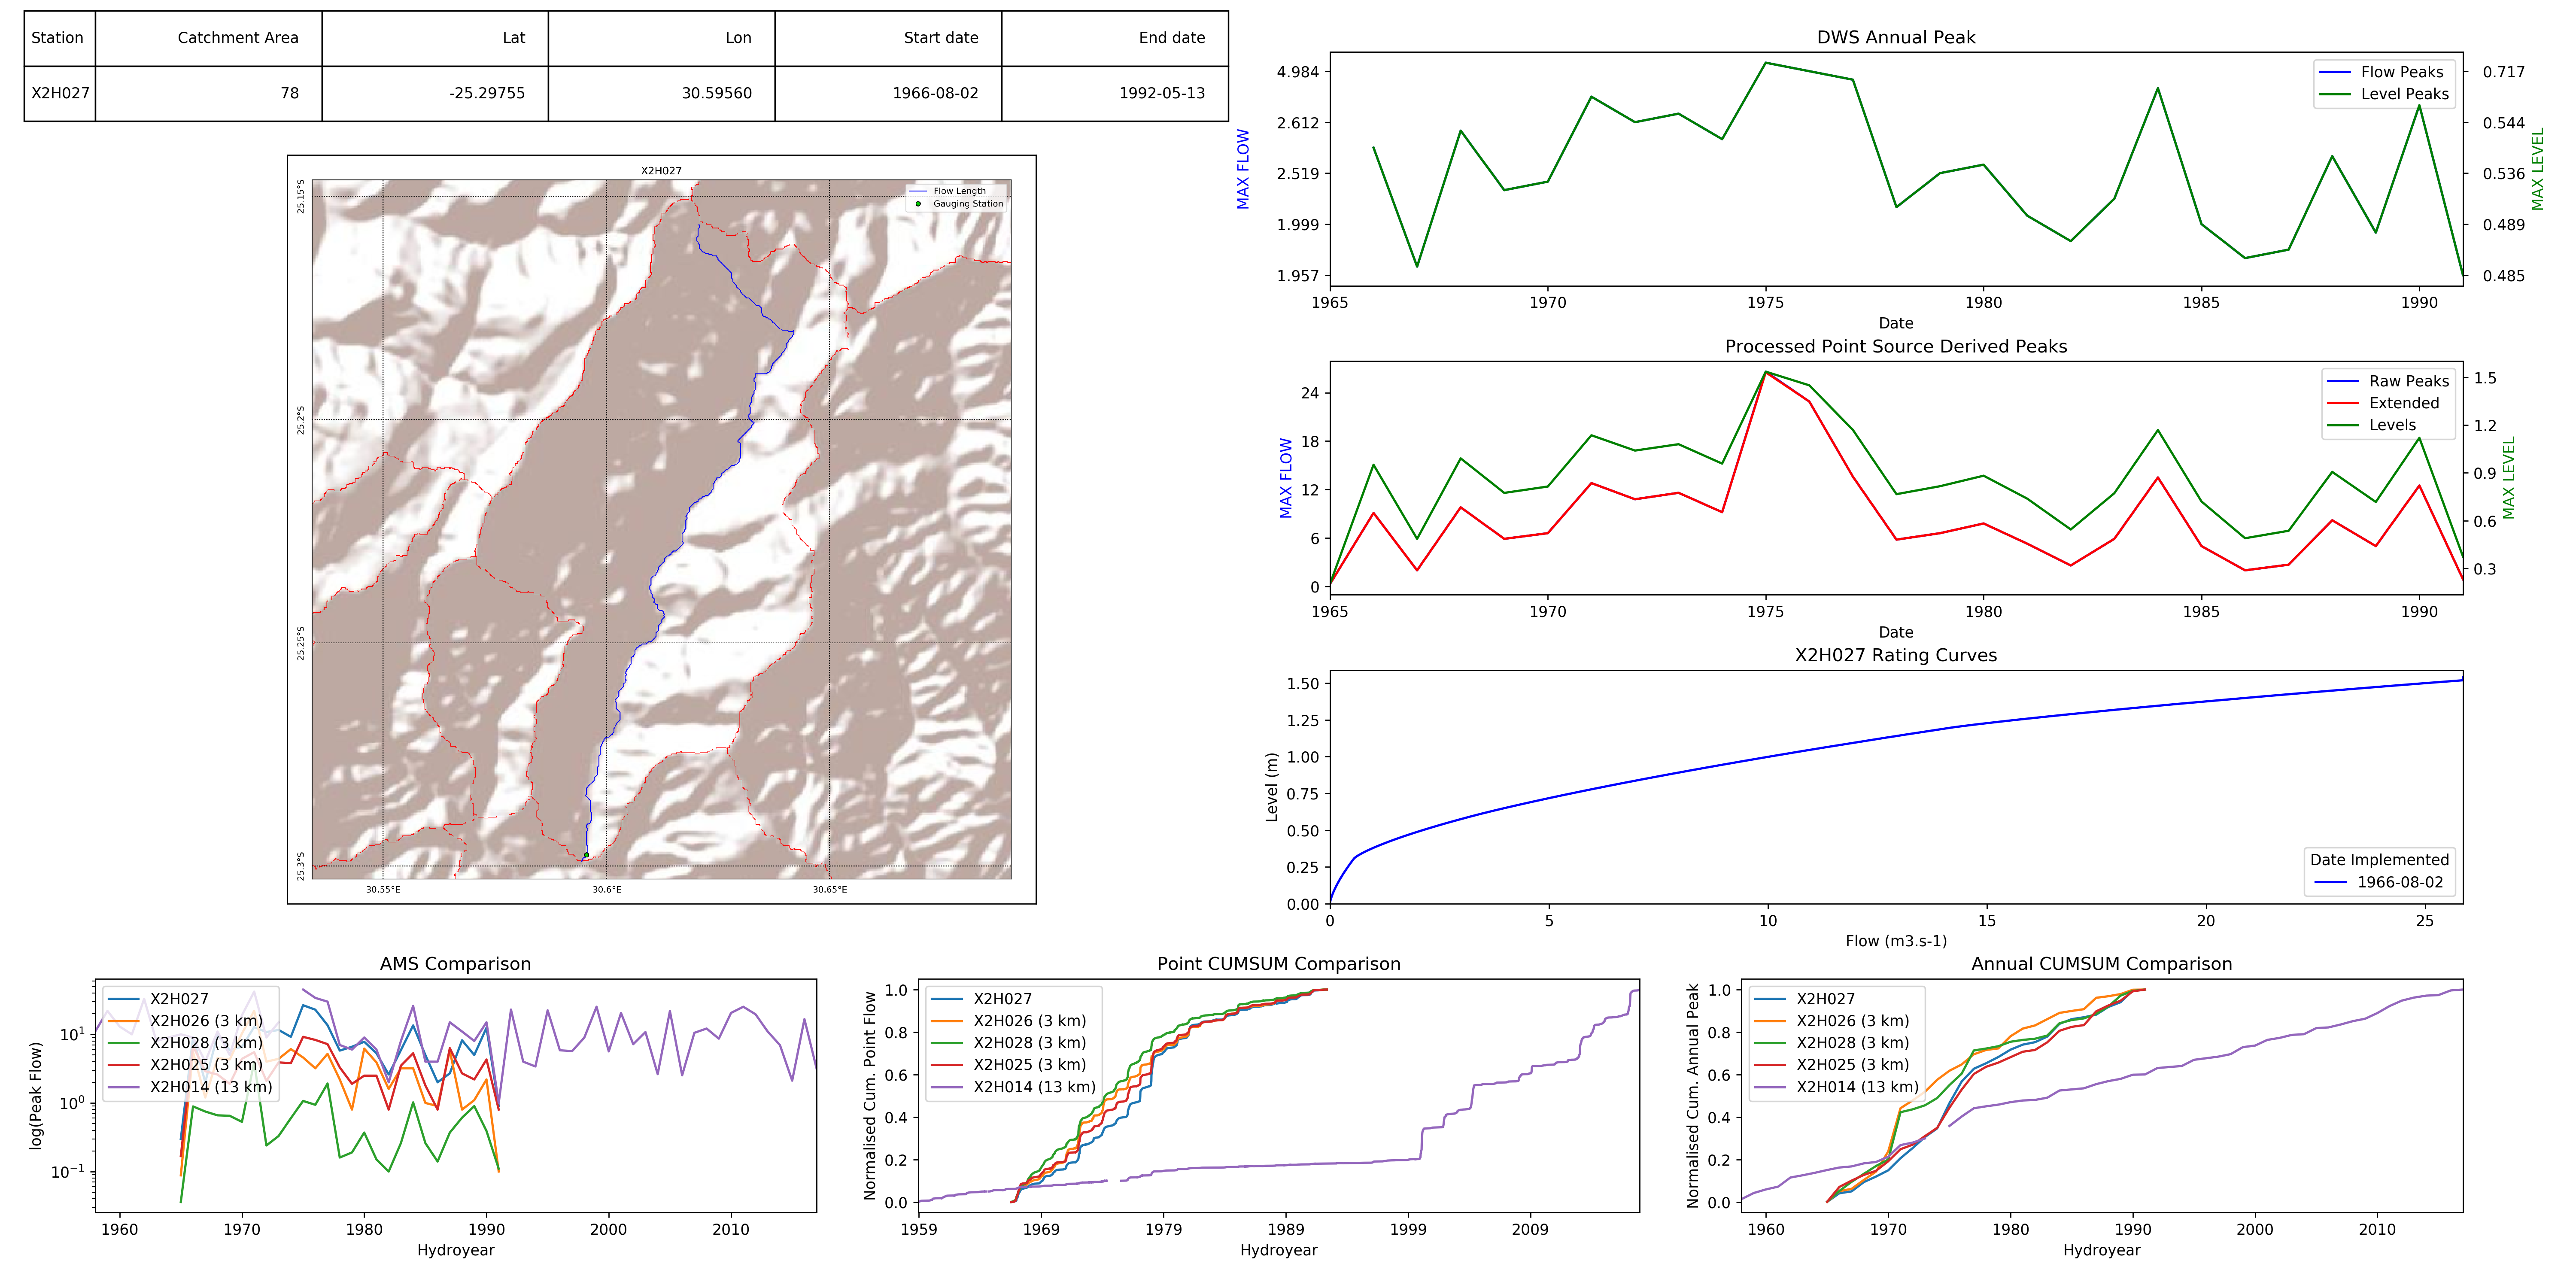 Station Catchment Area Lat Lon Start date End date
X2H027 78 -25.29755 30.59560 1966-08-02 1992-05-13
X2H027
Flow Length
Gauging Station
25.15°S
25.2°S
25.25°S
25.3°S
30.55°E 30.6°E 30.65°E
DWS Annual Peak
Flow Peaks
Level Peaks
MAX FLOW
4.984
2.612
2.519
1.999
1.957
0.717
0.544
0.536
0.489
0.485
MAX LEVEL
1965 1970 1975 1980 1985 1990
Date
Processed Point Source Derived Peaks
Raw Peaks
Extended
Levels
MAX FLOW
24
18
12
6
0
1.5
1.2
0.9
0.6
0.3
MAX LEVEL
1965 1970 1975 1980 1985 1990
Date
X2H027 Rating Curves
Level (m)
1.50
1.25
1.00
0.75
0.50
0.25
0.00
Date Implemented
1966-08-02
0 5 10 15 20 25
Flow (m3.s-1)
AMS Comparison
X2H027
X2H026 (3 km)
X2H028 (3 km)
X2H025 (3 km)
X2H014 (13 km)
log(Peak Flow)
10¹
10⁰
10⁻¹
1960 1970 1980 1990 2000 2010
Hydroyear
Point CUMSUM Comparison
X2H027
X2H026 (3 km)
X2H028 (3 km)
X2H025 (3 km)
X2H014 (13 km)
Normalised Cum. Point Flow
1.0
0.8
0.6
0.4
0.2
0.0
1959 1969 1979 1989 1999 2009
Hydroyear
Annual CUMSUM Comparison
X2H027
X2H026 (3 km)
X2H028 (3 km)
X2H025 (3 km)
X2H014 (13 km)
Normalised Cum. Annual Peak
1.0
0.8
0.6
0.4
0.2
0.0
1960 1970 1980 1990 2000 2010
Hydroyear